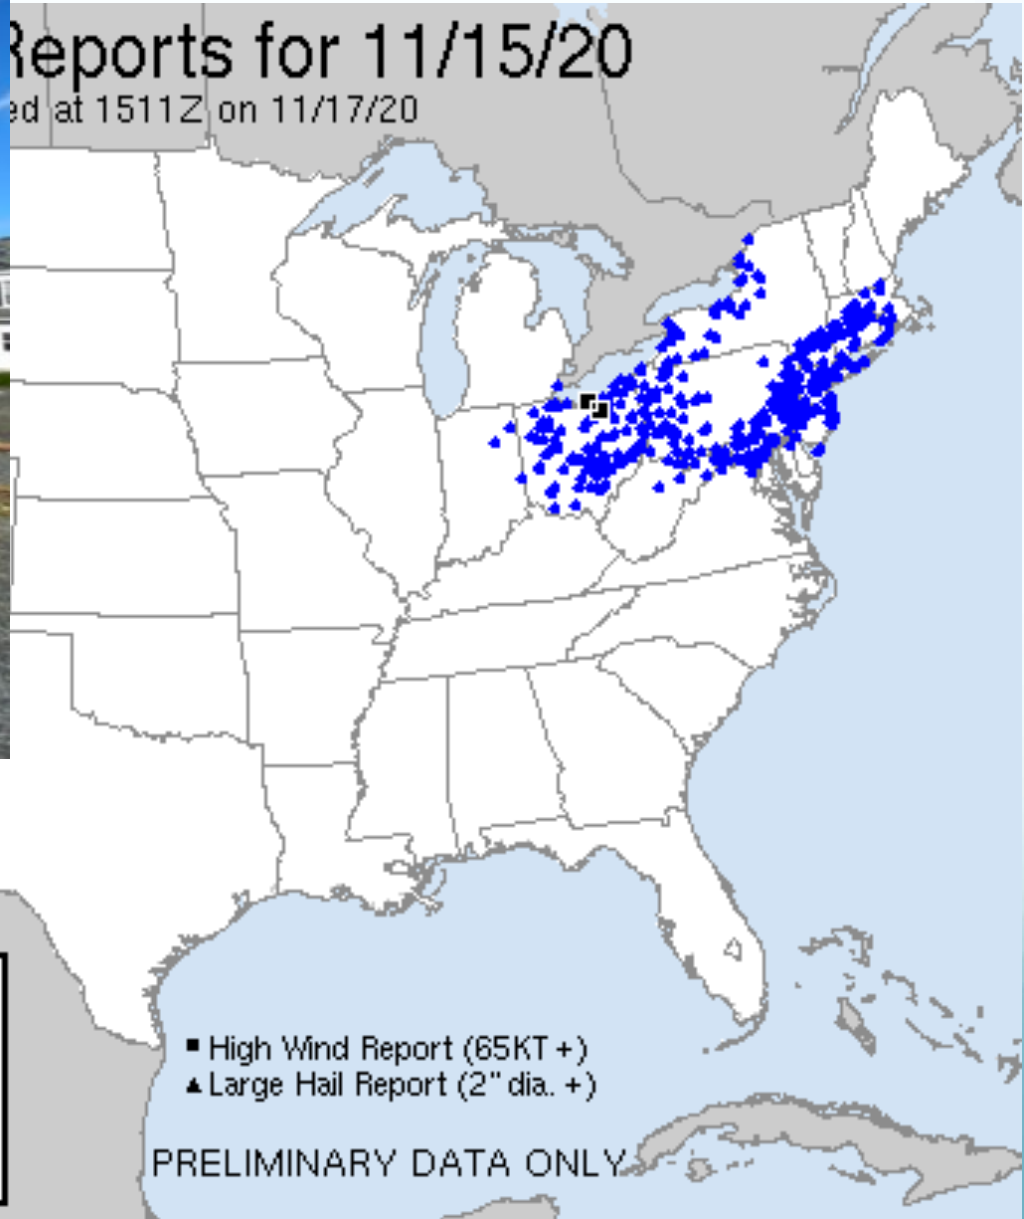 Reports for 11/15/20
ed at 1511Z on 11/17/20
High Wind Report (65KT +)
Large Hail Report (2" dia. +)
PRELIMINARY DATA ONLY